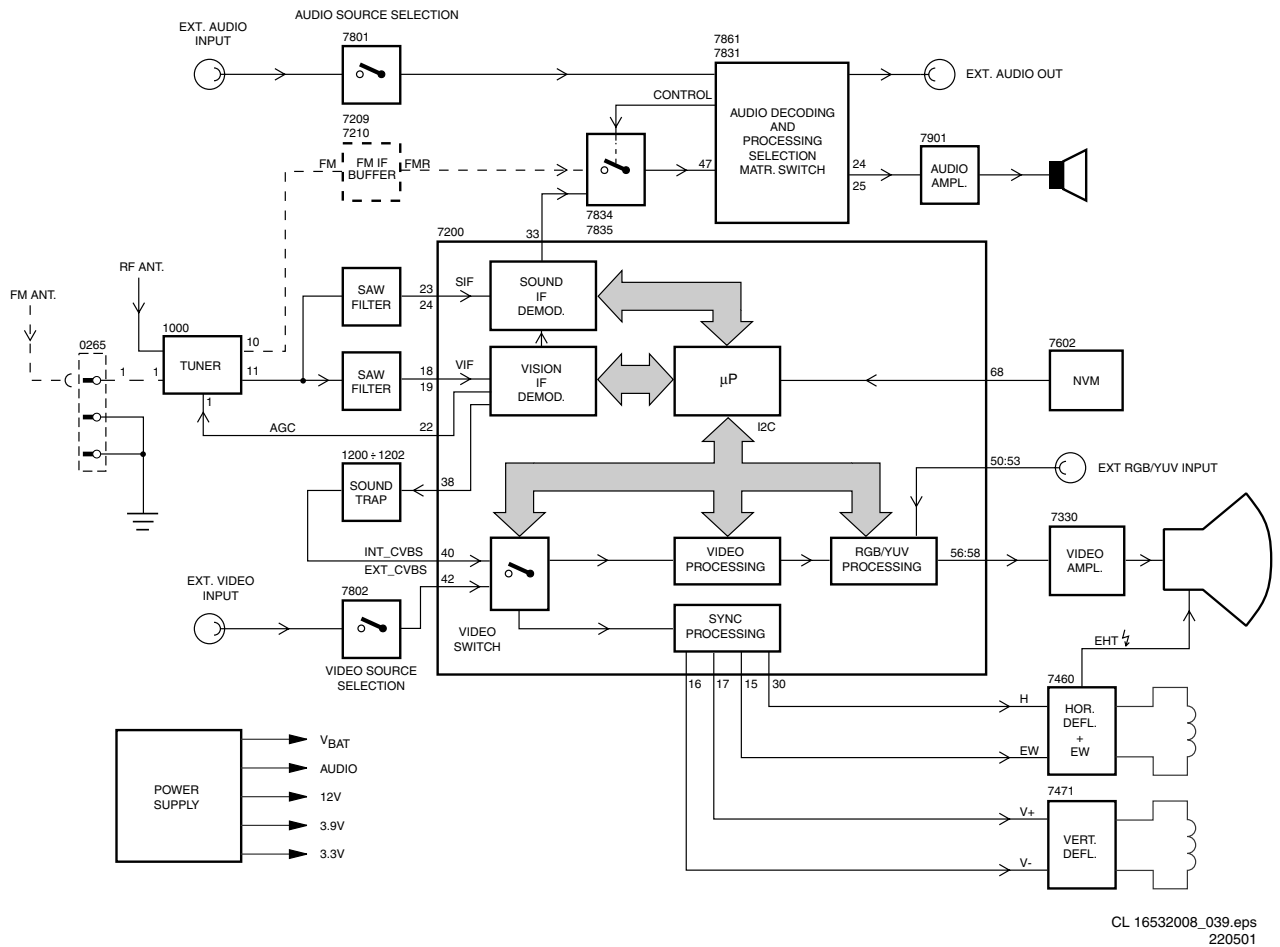 AUDIO SOURCE SELECTION
EXT. AUDIO
INPUT
7801
7861
7831
EXT. AUDIO OUT
CONTROL
AUDIO DECODING
AND
PROCESSING
SELECTION
MATR. SWITCH
7209
7210
FM
FM IF
BUFFER
FMR
47
24
25
7901
AUDIO
AMPL.
7834
7835
7200
33
RF ANT.
FM ANT.
0265
1
1
1000
TUNER
10
11
1
SAW
FILTER
23
24
SIF
SOUND
IF
DEMOD.
SAW
FILTER
18
19
VIF
VISION
IF
DEMOD.
µP
I2C
68
7602
NVM
AGC
22
1200 ÷ 1202
SOUND
TRAP
38
50:53
EXT RGB/YUV INPUT
INT_CVBS
40
EXT_CVBS
42
VIDEO
PROCESSING
RGB/YUV
PROCESSING
56:58
7330
VIDEO
AMPL.
EXT. VIDEO
INPUT
7802
VIDEO SOURCE
SELECTION
VIDEO
SWITCH
SYNC
PROCESSING
16
17
15
30
EHT
7460
H
HOR.
DEFL.
+
EW
EW
7471
V+
VERT.
DEFL.
V-
POWER
SUPPLY
VBAT
AUDIO
12V
3.9V
3.3V
CL 16532008_039.eps
220501